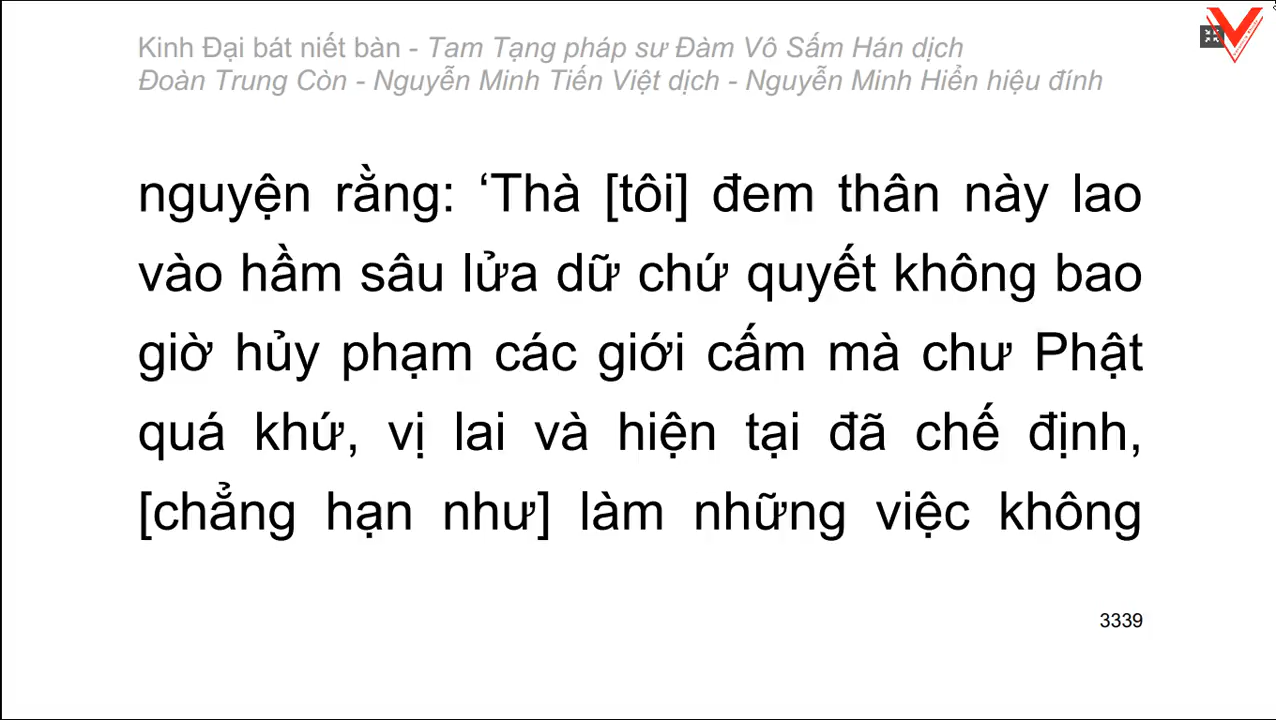 Kinh Đại bát niết bàn - Tam Tạng pháp sư Đàm Vô Sấm Hán dịch
Đoàn Trung Còn - Nguyễn Minh Tiến Việt dịch - Nguyễn Minh Hiển hiệu đính
nguyện rằng: ‘Thà [tôi] đem thân này lao
vào hầm sâu lửa dữ chứ quyết không bao
giờ hủy phạm các giới cấm mà chư Phật
quá khứ, vị lai và hiện tại đã chế định,
[chẳng hạn như] làm những việc không
3339